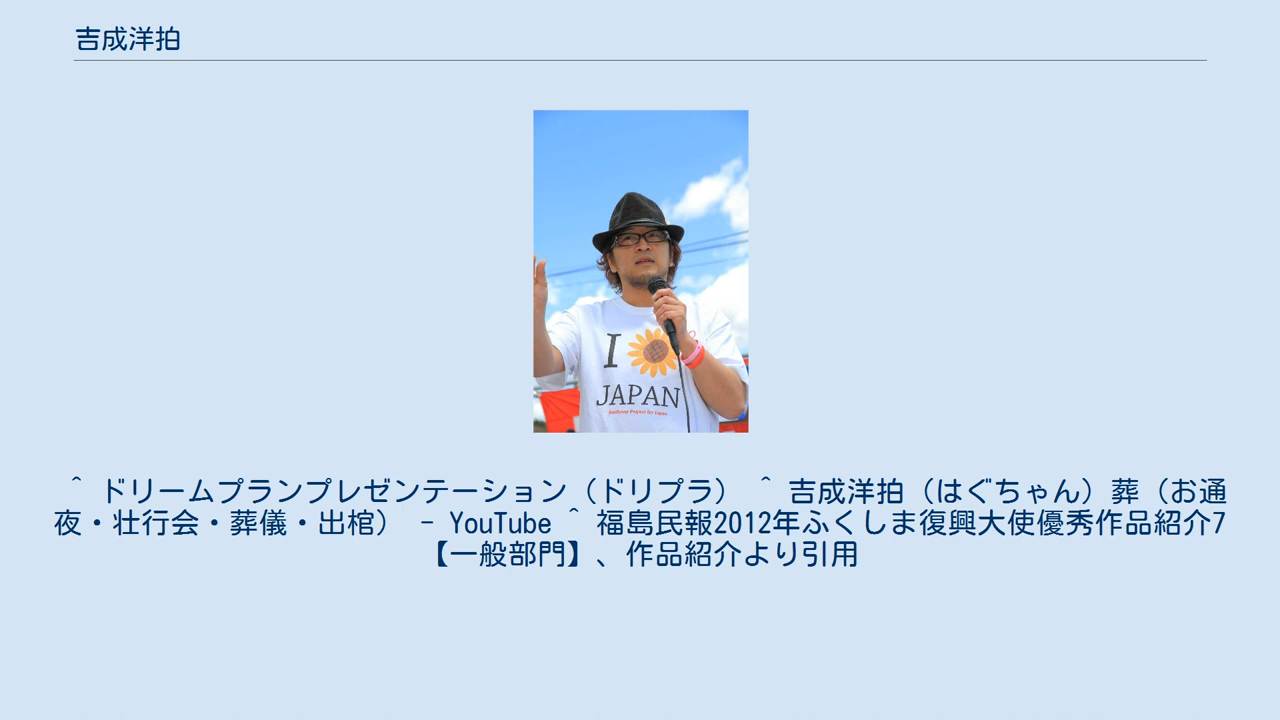 吉成洋拍
I
JAPAN
Sunflower Project for Japan
^ ドリームプランプレゼンテーション（ドリプラ） ^ 吉成洋拍（はぐちゃん）葬（お通
夜・壮行会・葬儀・出棺） - YouTube ^ 福島民報2012年ふくしま復興大使優秀作品紹介7
【一般部門】、作品紹介より引用